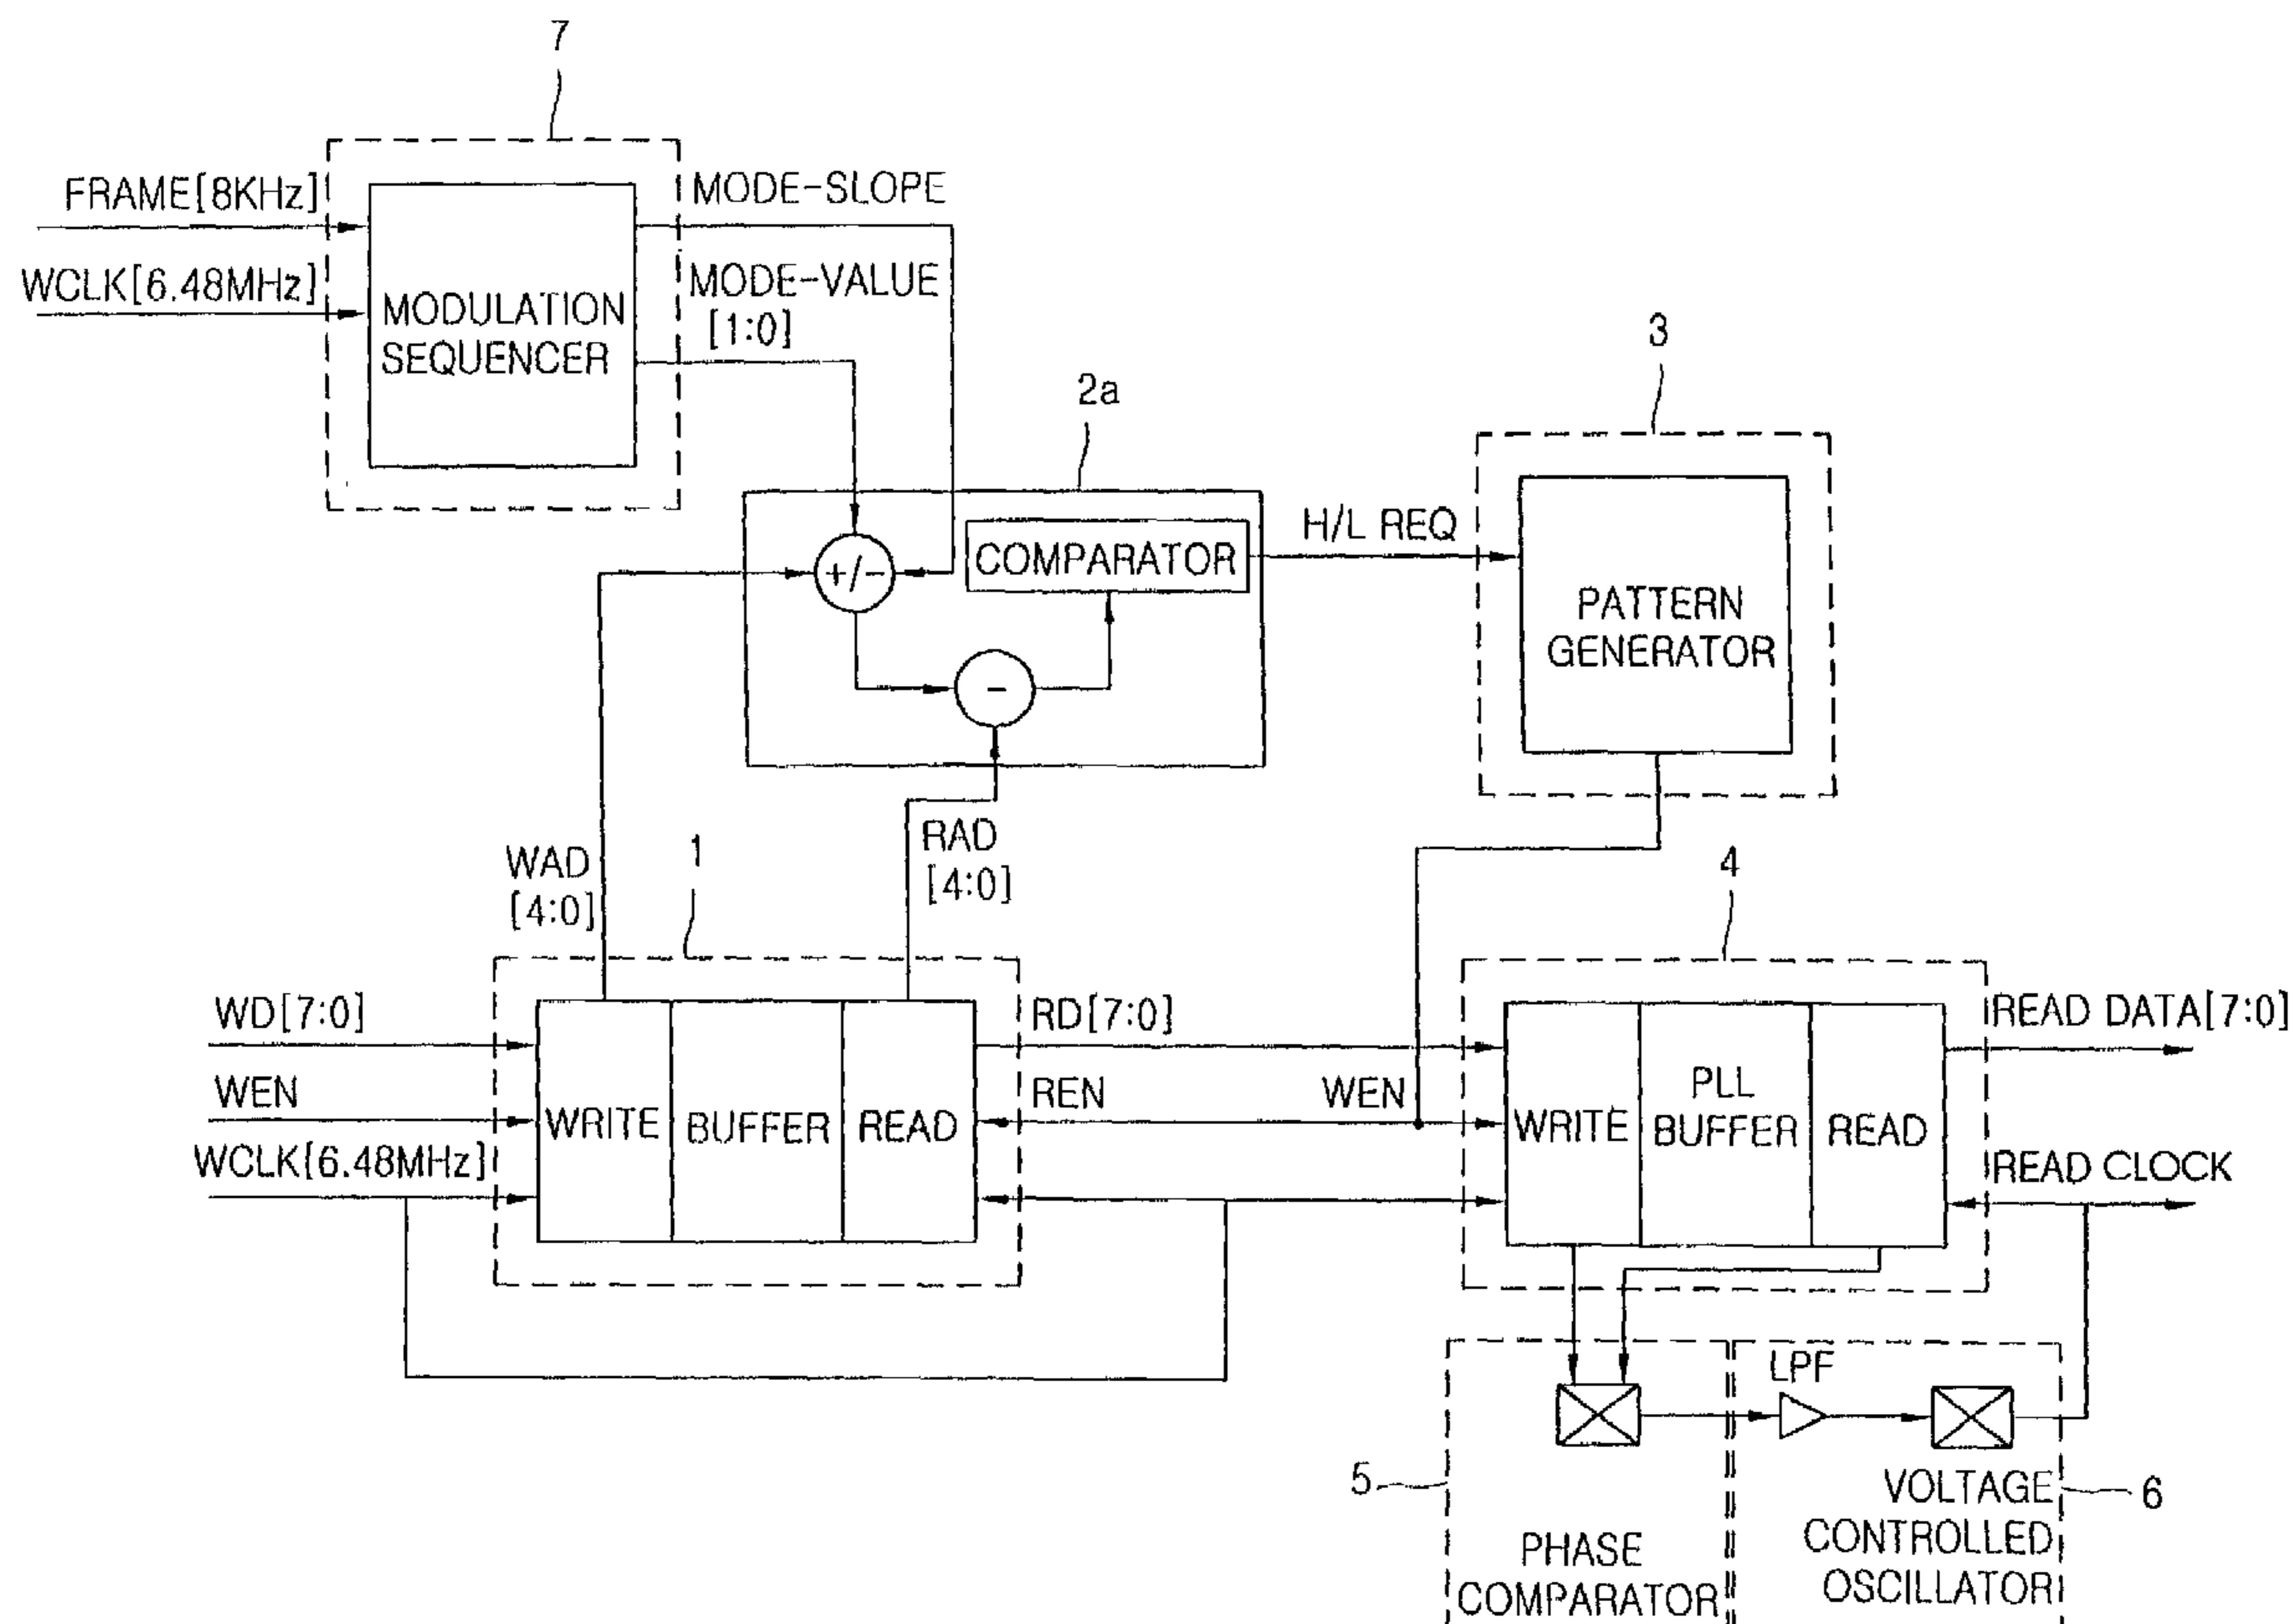 7
FRAME[8KHz]
WCLK[6.48MHz]
MODULATION
SEQUENCER
MODE-SLOPE
MODE-VALUE
[1:0]
2a
+/-
COMPARATOR
-
H/L REQ
3
PATTERN
GENERATOR
WAD
[4:0]
RAD
[4:0]
1
WD[7:0]
WEN
WCLK[6.48MHz]
WRITE
BUFFER
READ
RD[7:0]
REN
WEN
4
WRITE
PLL
BUFFER
READ
READ DATA[7:0]
READ CLOCK
5
PHASE
COMPARATOR
LPF
VOLTAGE
CONTROLLED
OSCILLATOR
6